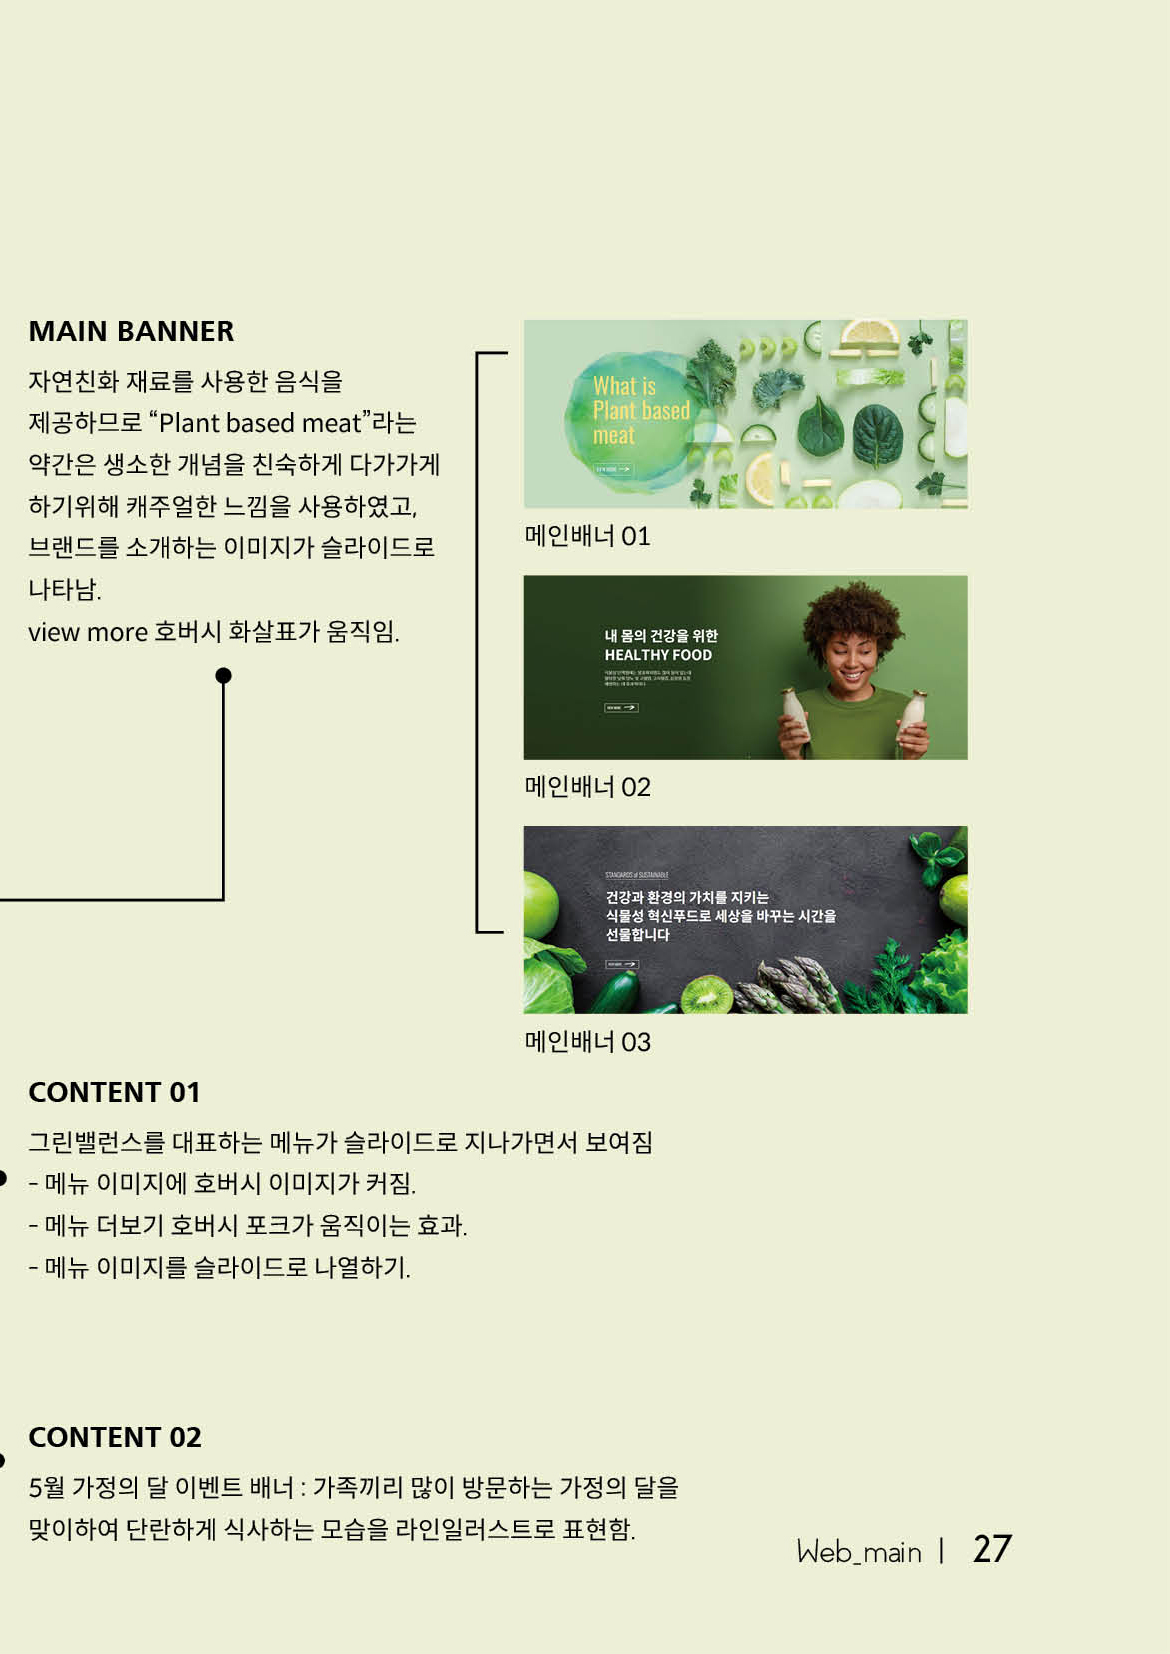 MAIN BANNER
자연친화 재료를 사용한 음식을
제공하므로 “Plant based meat”라는
약간은 생소한 개념을 친숙하게 다가가게
하기위해 캐주얼한 느낌을 사용하였고,
브랜드를 소개하는 이미지가 슬라이드로
나타남.
view more 호버시 화살표가 움직임.
What is
Plant based
meat
VIEW MORE
메인배너 01
내 몸의 건강을 위한
HEALTHY FOOD
VIEW MORE
메인배너 02
STANDARDS of SUSTAINABLE
건강과 환경의 가치를 지키는
식물성 혁신푸드로 세상을 바꾸는 시간을
선물합니다
VIEW MORE
메인배너 03
CONTENT 01
그린밸런스를 대표하는 메뉴가 슬라이드로 지나가면서 보여짐
- 메뉴 이미지에 호버시 이미지가 커짐.
- 메뉴 더보기 호버시 포크가 움직이는 효과.
- 메뉴 이미지를 슬라이드로 나열하기.
CONTENT 02
5월 가정의 달 이벤트 배너 : 가족끼리 많이 방문하는 가정의 달을
맞이하여 단란하게 식사하는 모습을 라인일러스트로 표현함.
Web_main | 27